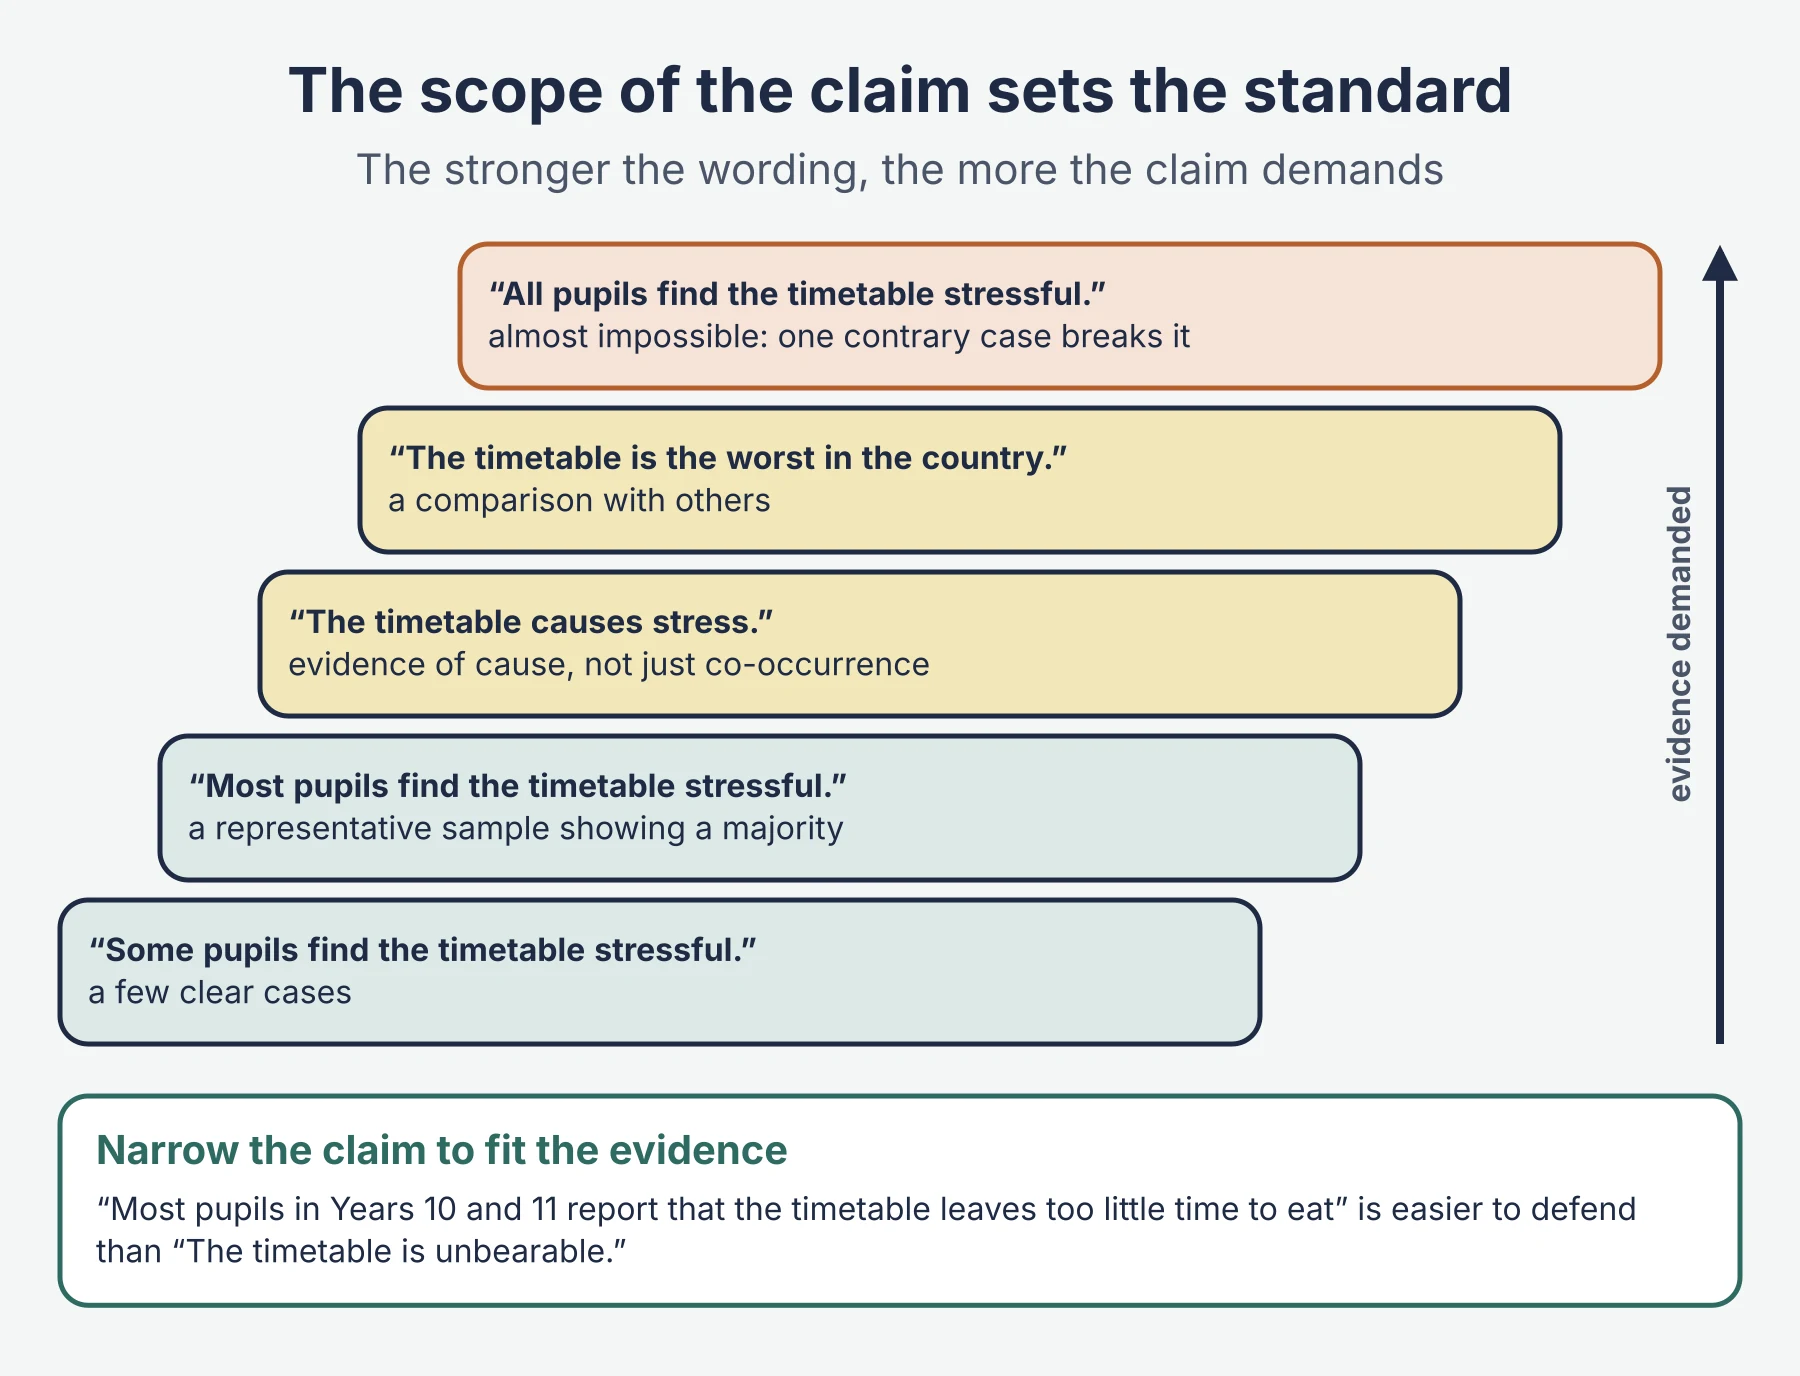 The scope of the claim sets the standard
The stronger the wording, the more the claim demands
“All pupils find the timetable stressful.”
almost impossible: one contrary case breaks it
“The timetable is the worst in the country.”
a comparison with others
“The timetable causes stress.”
evidence of cause, not just co-occurrence
“Most pupils find the timetable stressful.”
a representative sample showing a majority
“Some pupils find the timetable stressful.”
a few clear cases
evidence demanded
Narrow the claim to fit the evidence
“Most pupils in Years 10 and 11 report that the timetable leaves too little time to eat” is easier to defend
than “The timetable is unbearable.”